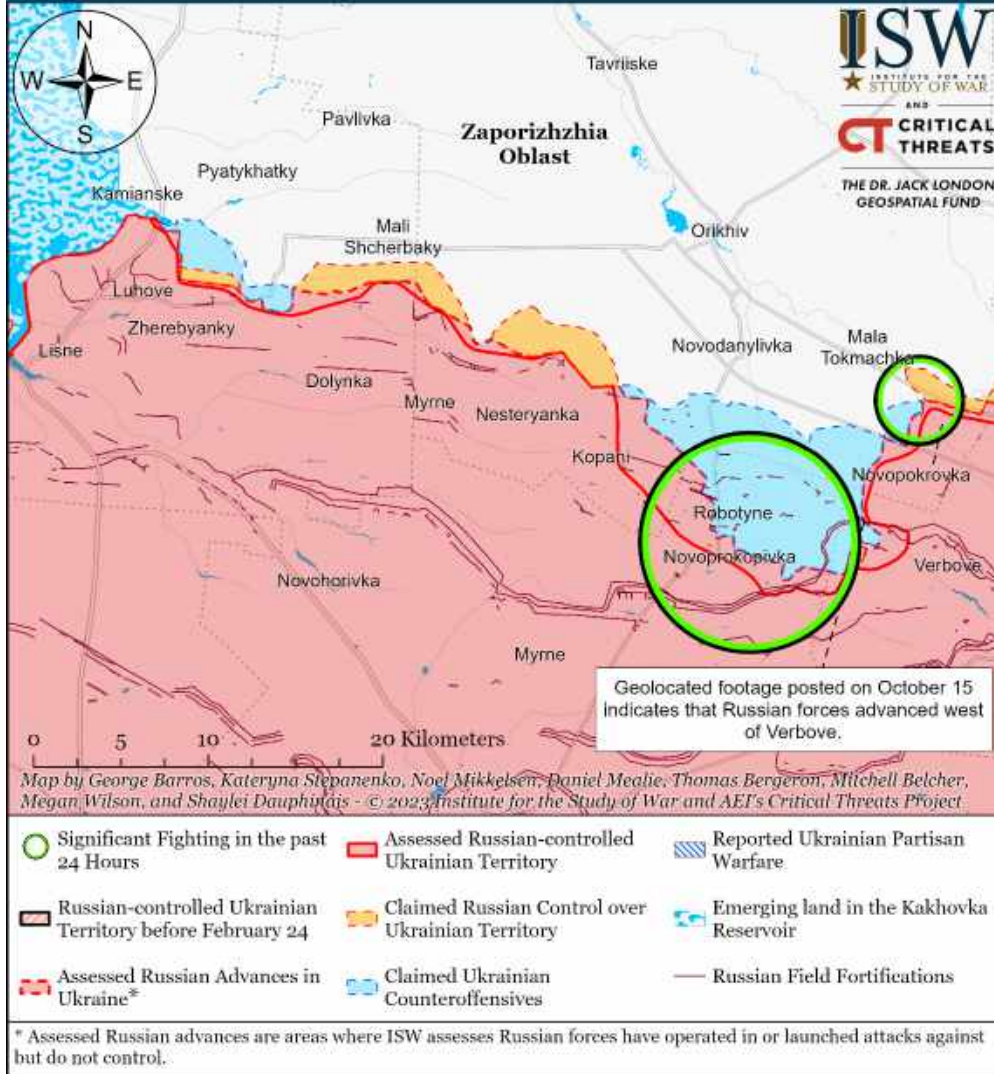 N
W
E
S
ISW
INSTITUTE FOR THE
STUDY OF WAR
AND
CT CRITICAL
THREATS
THE DR. JACK LONDON
GEOSPATIAL FUND
Tavriiske
Pavlivka
Zaporizhzhia
Oblast
Pyatykhatky
Kamianske
Mali
Shcherbaky
Orikhiv
Luhove
Zherebyanky
Lisne
Novodanylivka
Mala
Tokmachka
Dolynka
Myrne
Nesteryanka
Kopani
Novopokrovka
Robotyne
Novoprokopivka
Verbove
Novohorivka
Myrne
Geolocated footage posted on October 15
indicates that Russian forces advanced west
of Verbove.
0 5 10 20 Kilometers
Map by George Barros, Kateryna Stepanenko, Noel Mikkelsen, Daniel Mealie, Thomas Bergeron, Mitchell Belcher,
Megan Wilson, and Shaylei Dauphinais - © 2023 Institute for the Study of War and AEI's Critical Threats Project
Significant Fighting in the past
24 Hours
Russian-controlled Ukrainian
Territory before February 24
Assessed Russian Advances in
Ukraine*
Assessed Russian-controlled
Ukrainian Territory
Claimed Russian Control over
Ukrainian Territory
Claimed Ukrainian
Counteroffensives
Reported Ukrainian Partisan
Warfare
Emerging land in the Kakhovka
Reservoir
Russian Field Fortifications
* Assessed Russian advances are areas where ISW assesses Russian forces have operated in or launched attacks against
but do not control.